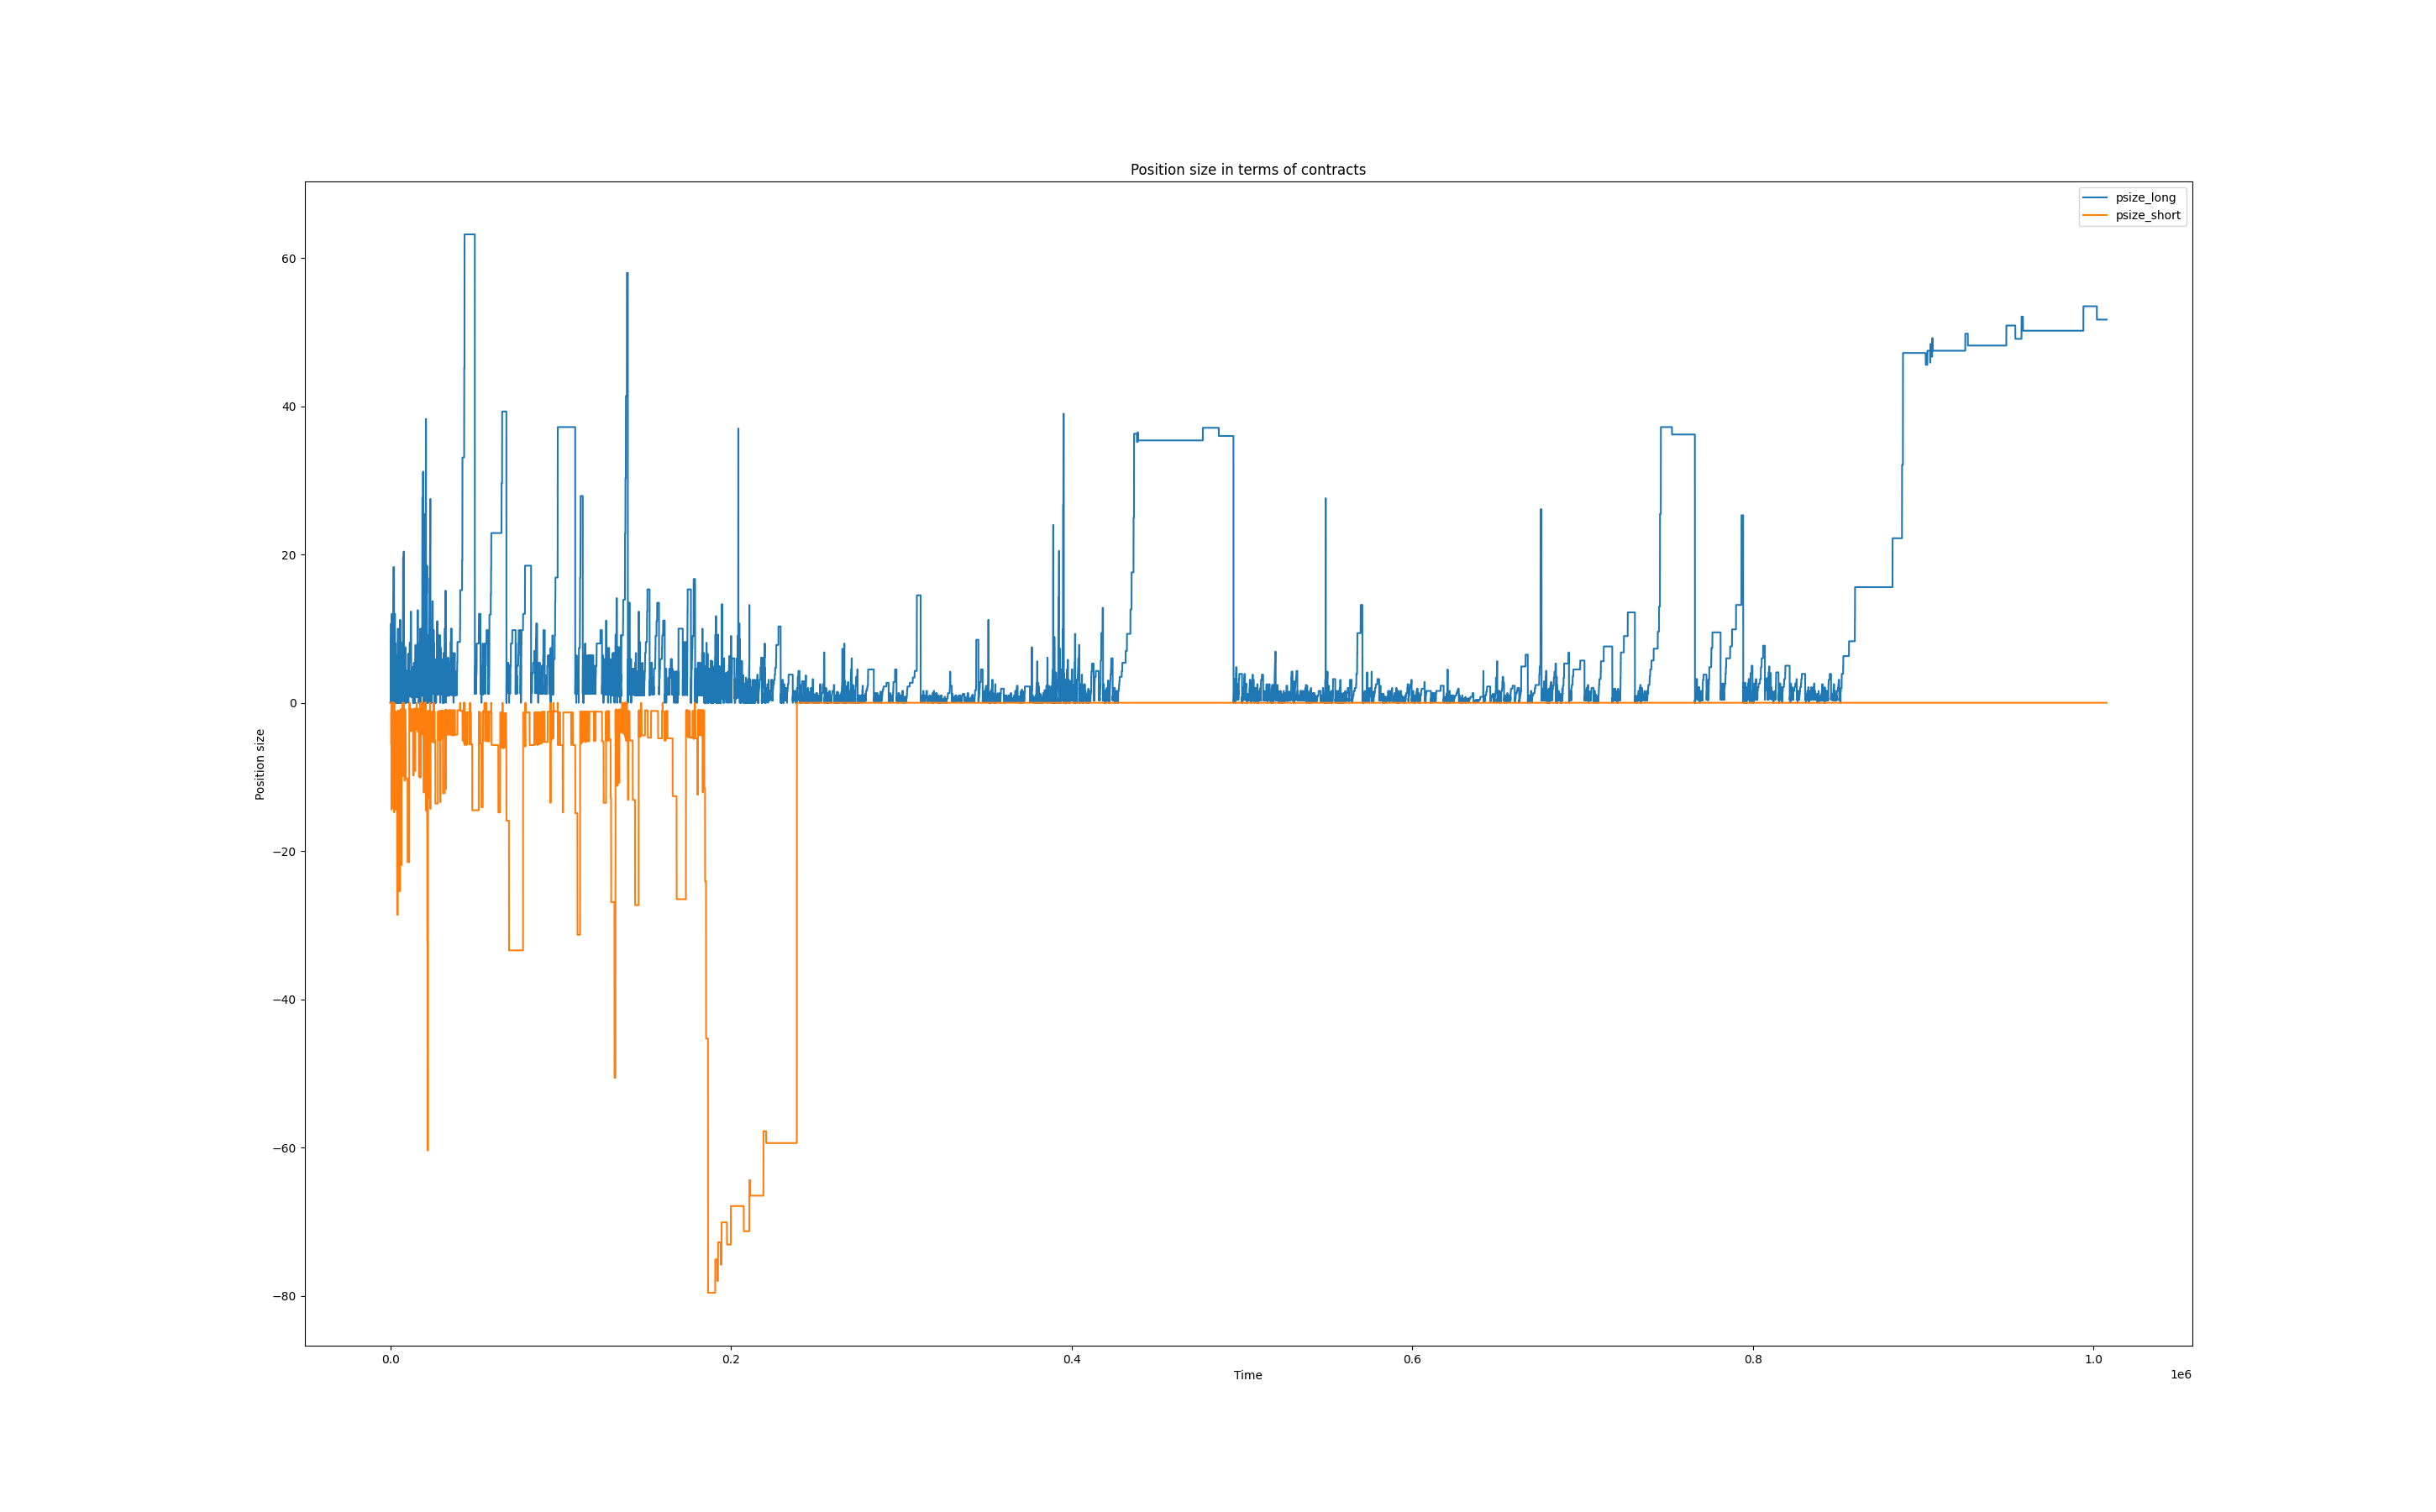 Position size in terms of contracts
psize_long
psize_short
Position size
60
40
20
0
−20
−40
−60
−80
0.0
0.2
0.4
0.6
0.8
1.0
Time
1e6